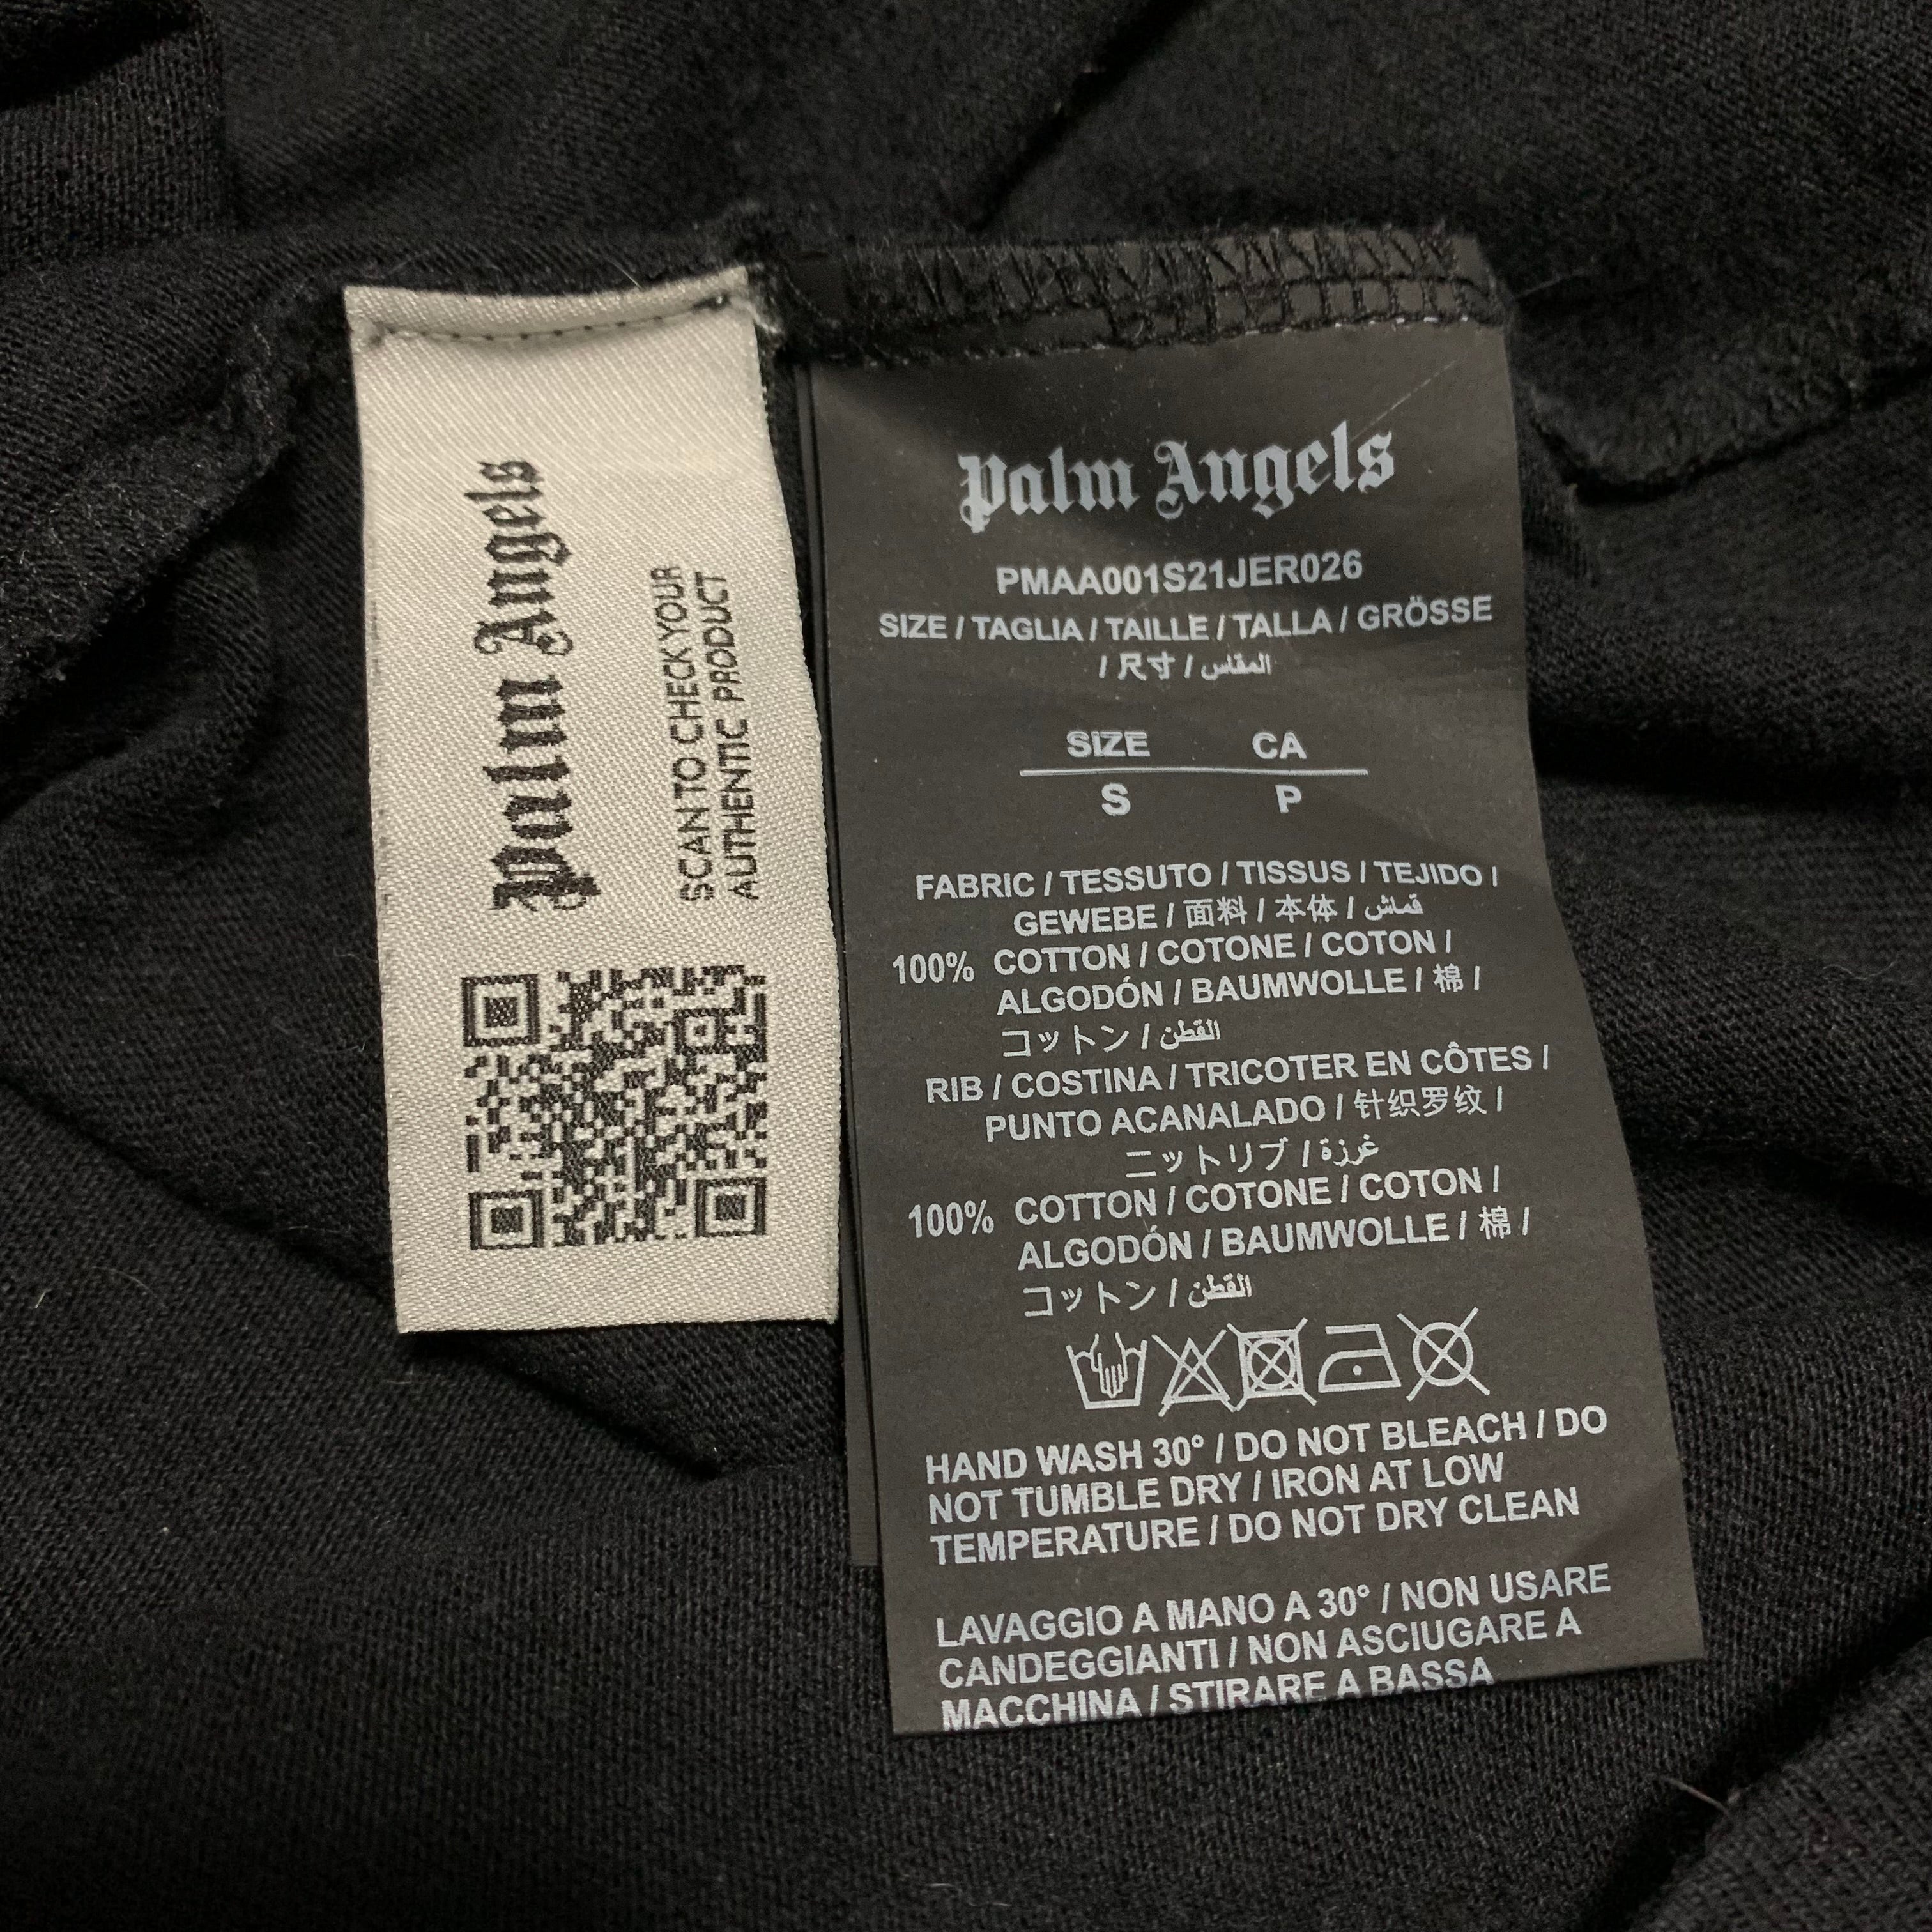 Palm Angels
SCAN TO CHECK YOUR
AUTHENTIC PRODUCT
Palm Angels
PMAA001S21JER026
SIZE / TAGLIA / TAILLE / TALLA / GRÖSSE
/ 尺寸 / المقاس
SIZE CA
S P
FABRIC / TESSUTO / TISSUS / TEJIDO /
GEWEBE / 面料 / 本体 / قماش
100% COTTON / COTONE / COTON /
ALGODÓN / BAUMWOLLE / 棉 /
コットン / القطن
RIB / COSTINA / TRICOTER EN CÔTES /
PUNTO ACANALADO / 针织罗纹 /
ニットリブ / غرزة
100% COTTON / COTONE / COTON /
ALGODÓN / BAUMWOLLE / 棉 /
コットン / القطن
HAND WASH 30° / DO NOT BLEACH / DO
NOT TUMBLE DRY / IRON AT LOW
TEMPERATURE / DO NOT DRY CLEAN
LAVAGGIO A MANO A 30° / NON USARE
CANDEGGIANTI / NON ASCIUGARE A
MACCHINA / STIRARE A BASSA